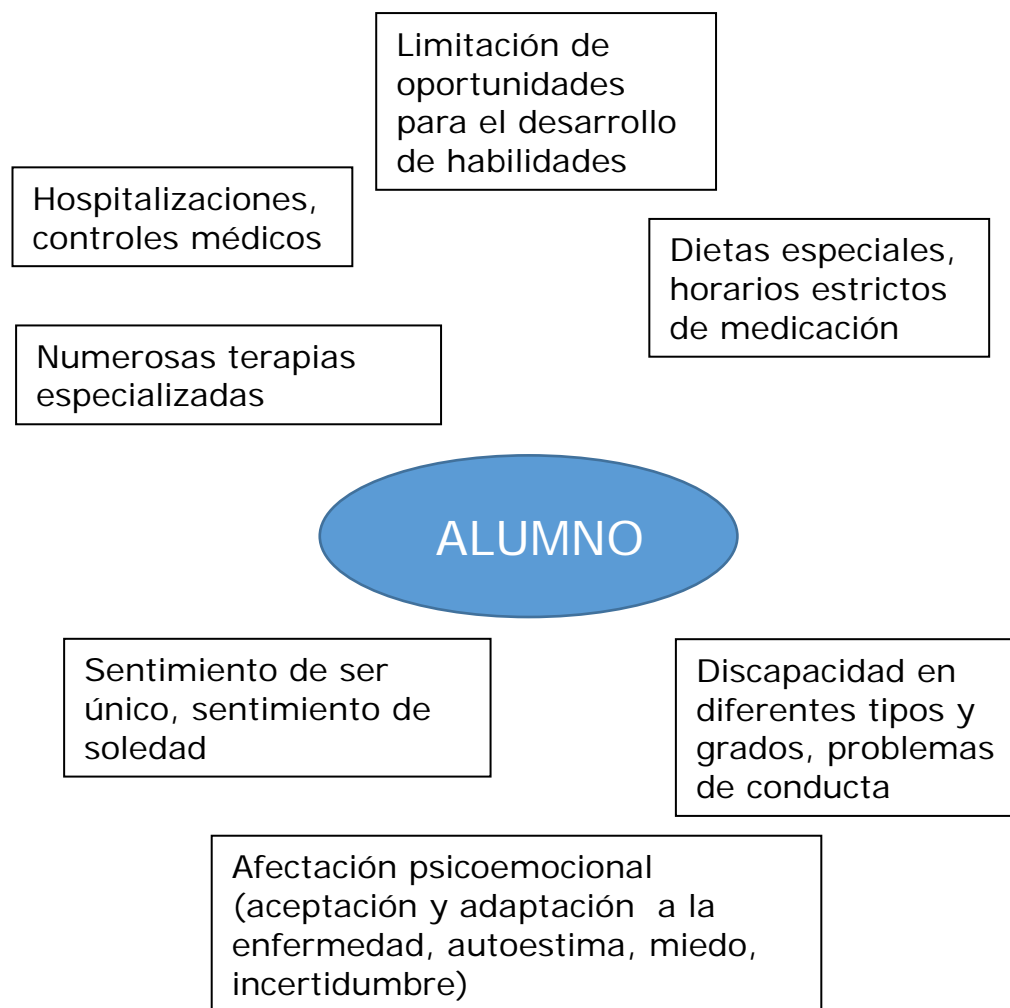 Limitación de
oportunidades
para el desarrollo
de habilidades
Hospitalizaciones,
controles médicos
Dietas especiales,
horarios estrictos
de medicación
Numerosas terapias
especializadas
ALUMNO
Sentimiento de ser
único, sentimiento de
soledad
Discapacidad en
diferentes tipos y
grados, problemas
de conducta
Afectación psicoemocional
(aceptación y adaptación  a la
enfermedad, autoestima, miedo,
incertidumbre)